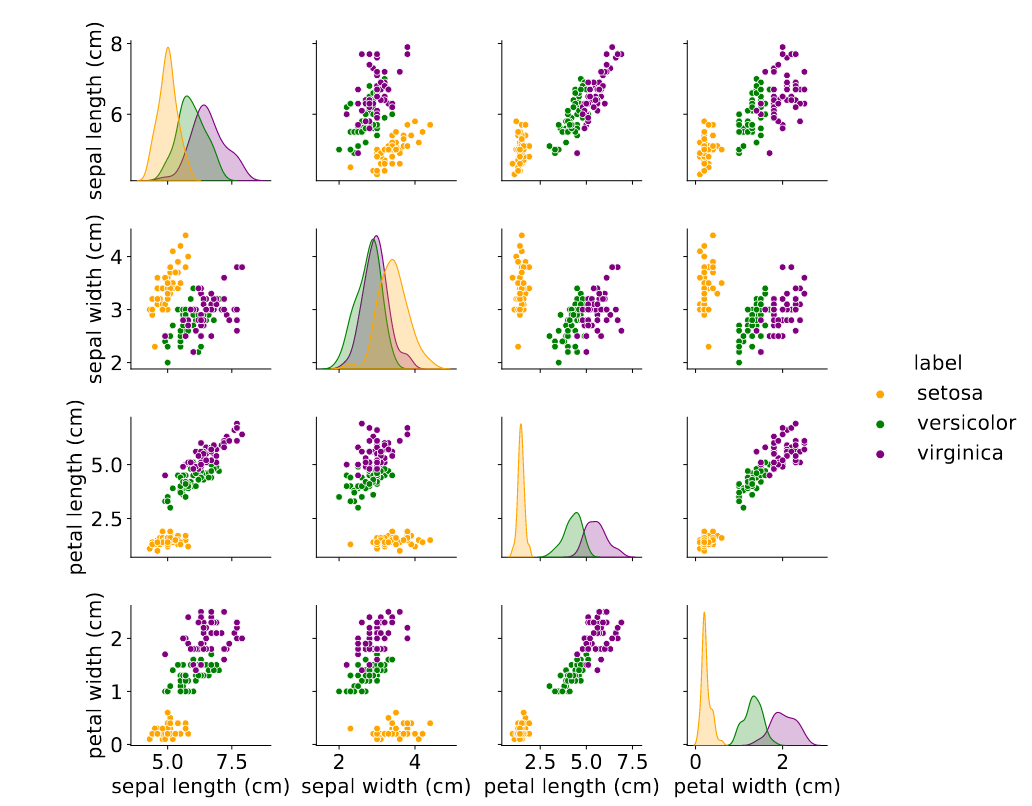 sepal length (cm)
8
6
sepal width (cm)
4
3
2
label
setosa
versicolor
virginica
petal length (cm)
5.0
2.5
petal width (cm)
2
1
0
5.0 7.5 2 4 2.5 5.0 7.5 0 2
sepal length (cm) sepal width (cm) petal length (cm) petal width (cm)